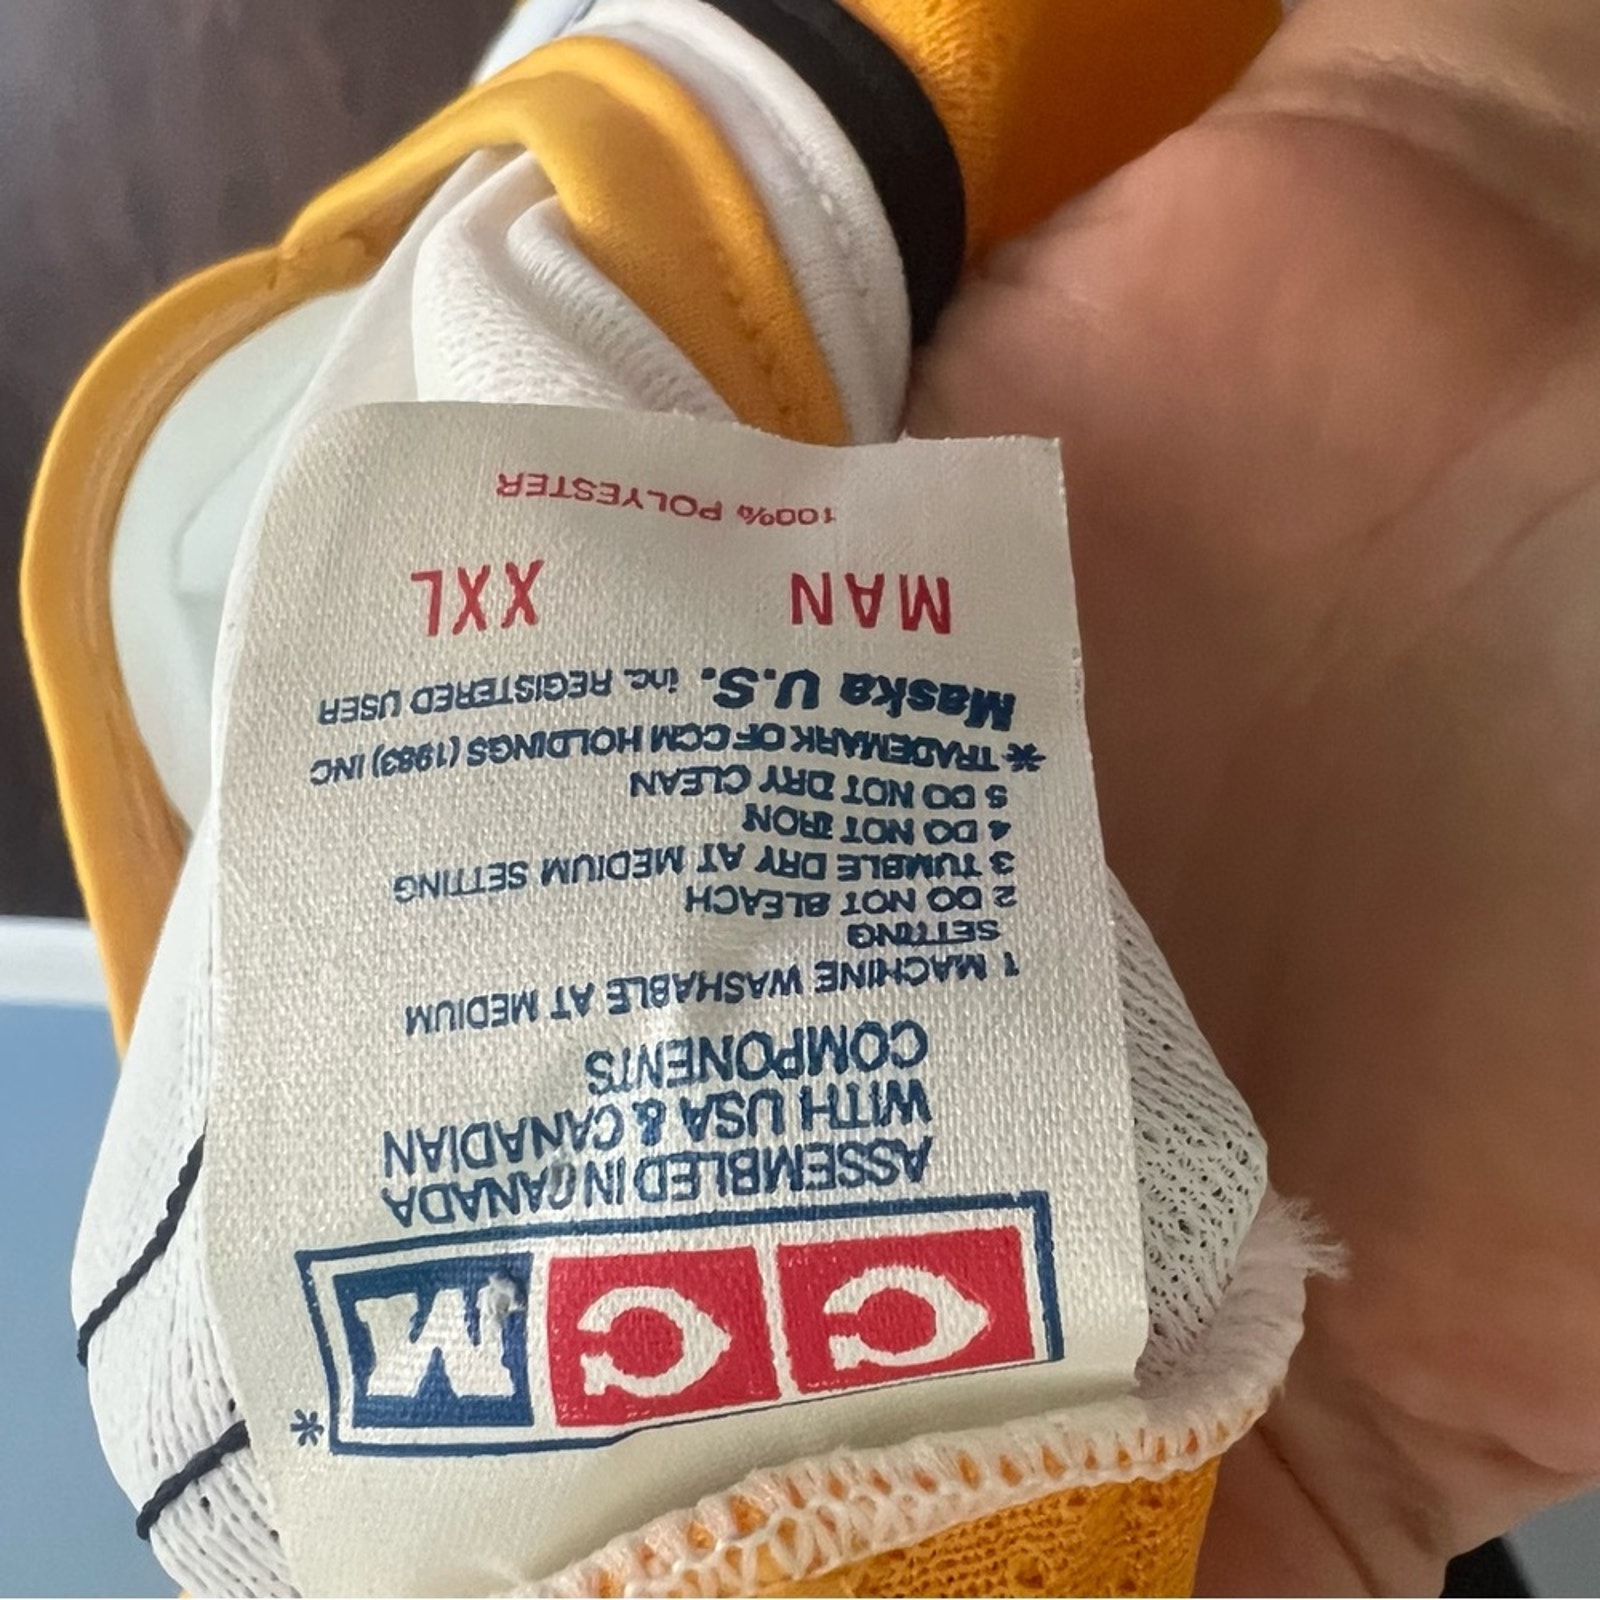 CCM*
ASSEMBLED IN CANADA
WITH USA & CANADIAN
COMPONENTS
1 MACHINE WASHABLE AT MEDIUM
SETTING
2 DO NOT BLEACH
3 TUMBLE DRY AT MEDIUM SETTING
4 DO NOT IRON
5 DO NOT DRY CLEAN
*TRADEMARK OF CCM HOLDINGS (1983) INC
Maska U.S. inc. REGISTERED USER
MAN XXL
100% POLYESTER